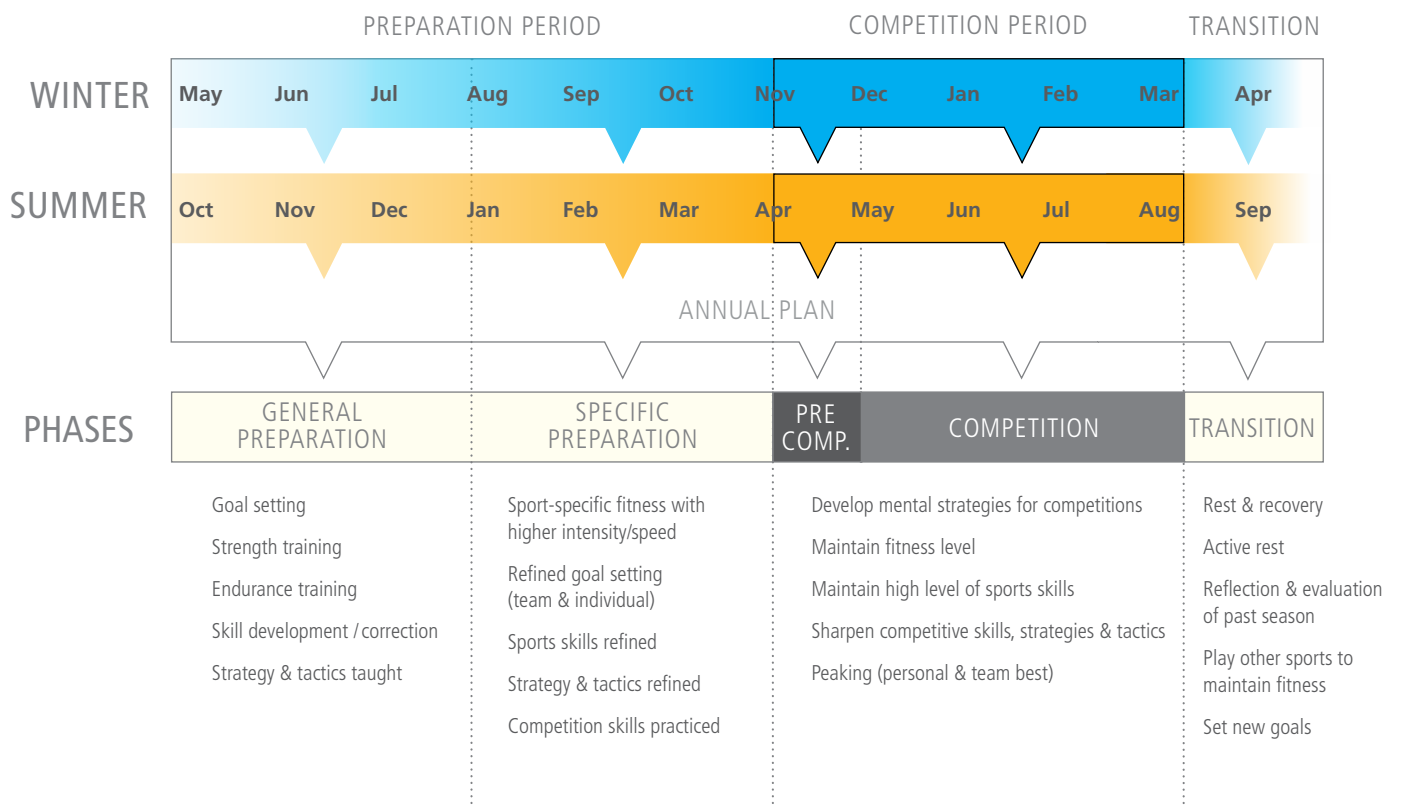 PREPARATION PERIOD
COMPETITION PERIOD
TRANSITION
WINTER
May Jun Jul Aug Sep Oct Nov Dec Jan Feb Mar Apr
SUMMER
Oct Nov Dec Jan Feb Mar Apr May Jun Jul Aug Sep
ANNUAL PLAN
PHASES
GENERAL
PREPARATION
SPECIFIC
PREPARATION
PRE
COMP.
COMPETITION
TRANSITION
Goal setting
Strength training
Endurance training
Skill development / correction
Strategy & tactics taught
Sport-specific fitness with
higher intensity/speed
Refined goal setting
(team & individual)
Sports skills refined
Strategy & tactics refined
Competition skills practiced
Develop mental strategies for competitions
Maintain fitness level
Maintain high level of sports skills
Sharpen competitive skills, strategies & tactics
Peaking (personal & team best)
Rest & recovery
Active rest
Reflection & evaluation
of past season
Play other sports to
maintain fitness
Set new goals